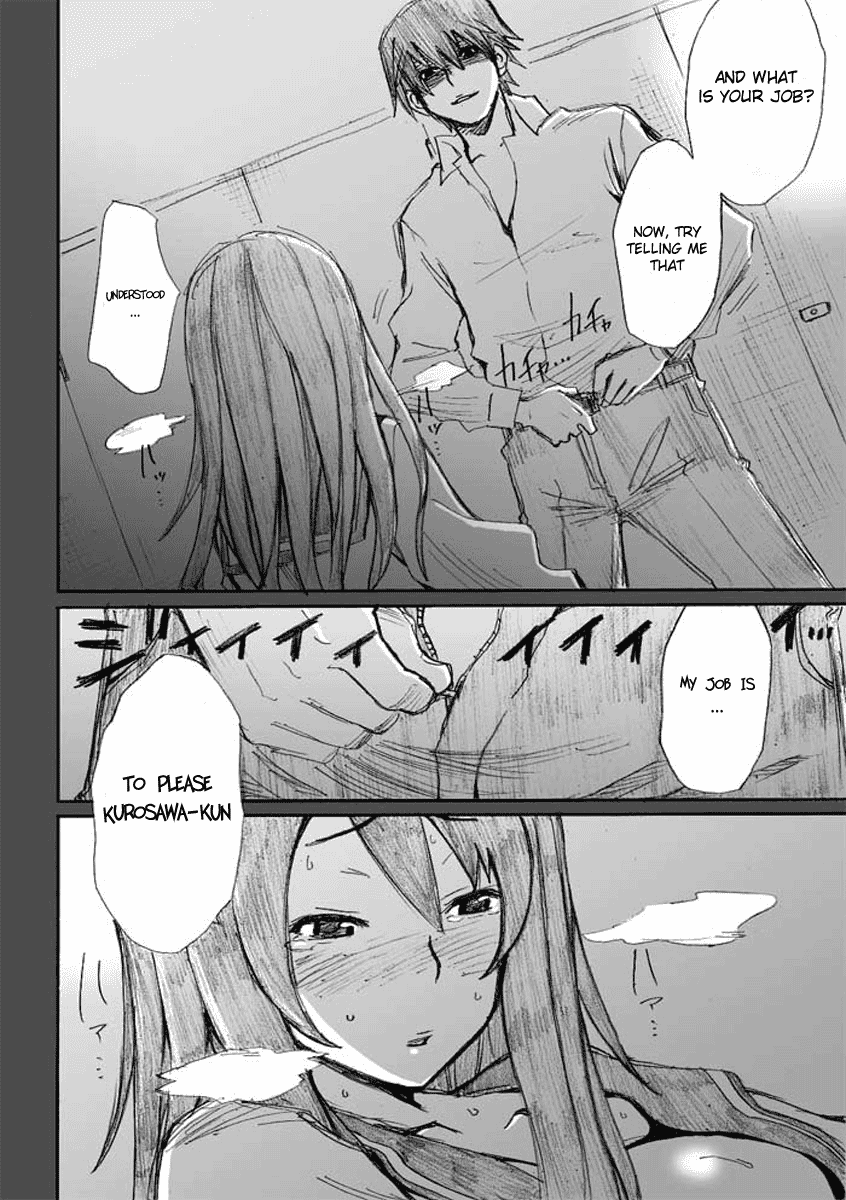 AND WHAT
IS YOUR JOB?
NOW, TRY
TELLING ME
THAT
カチャ
カチャ…
UNDERSTOOD
...
ハァッ…
MY JOB IS
...
TO PLEASE
KUROSAWA-KUN
ハァ…